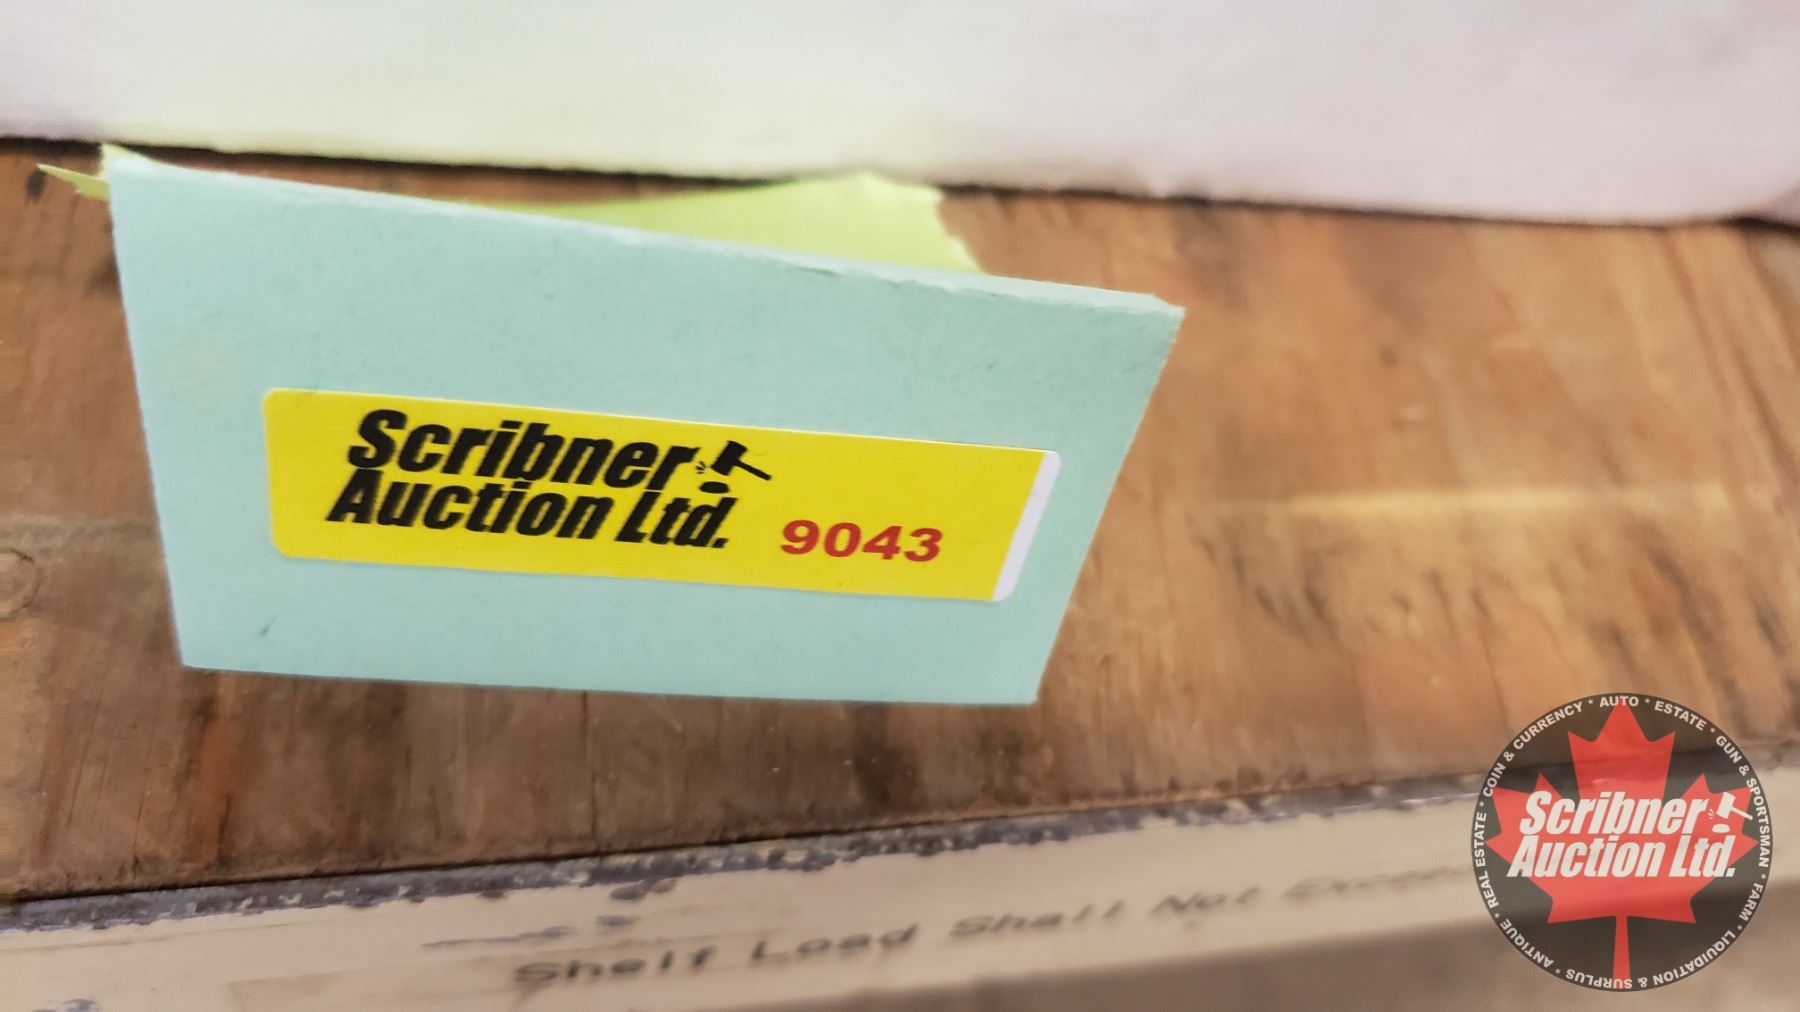 Scribner
Auction Ltd.
9043
Shelf Load Shall Not Exceed
Scribner
Auction Ltd.
REAL ESTATE * COIN & CURRENCY * AUTO * ESTATE * GUN & SPORTSMAN * FARM * LIQUIDATION & SURPLUS * ANTIQUE *